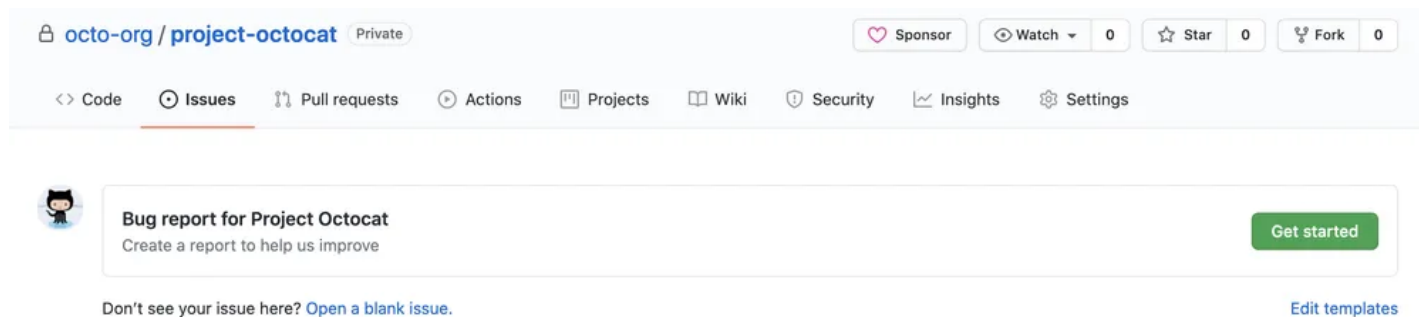 octo-org / project-octocat Private Sponsor Watch 0 Star 0 Fork 0
Code Issues Pull requests Actions Projects Wiki Security Insights Settings
Bug report for Project Octocat
Create a report to help us improve
Get started
Don't see your issue here? Open a blank issue. Edit templates